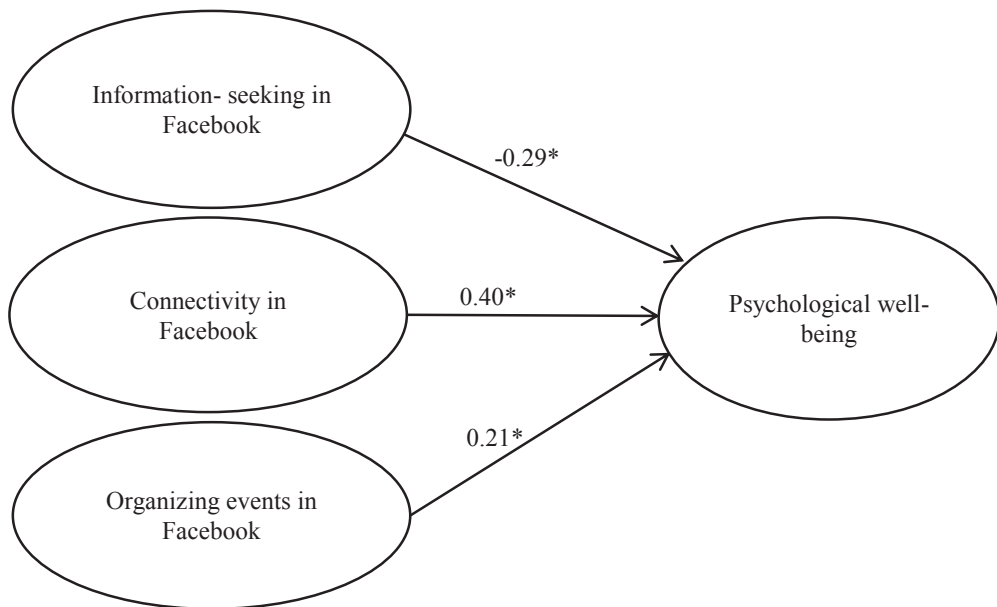 Information- seeking in
Facebook
-0.29*
Connectivity in
Facebook
0.40*
Psychological well-
being
Organizing events in
Facebook
0.21*